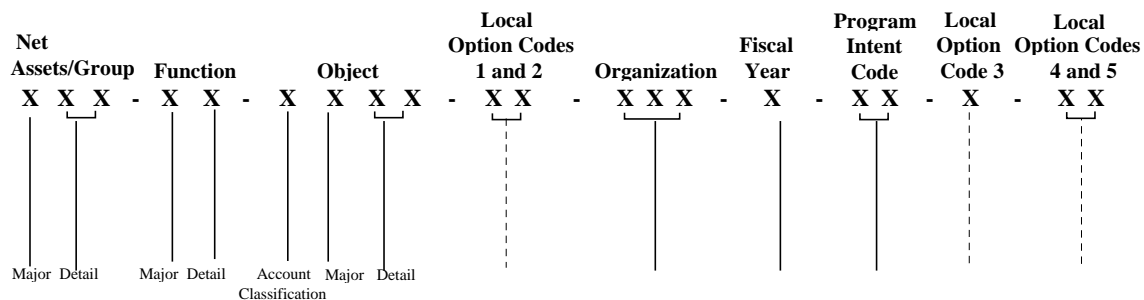 Net
Assets/Group
Function
Object
Local
Option Codes
1 and 2
Organization
Fiscal
Year
Program
Intent
Code
Local
Option
Code 3
Local
Option Codes
4 and 5
X X X - X X - X X X X - X X - X X X - X - X X - X - X X
Major Detail Major Detail Account Major Detail
Classification